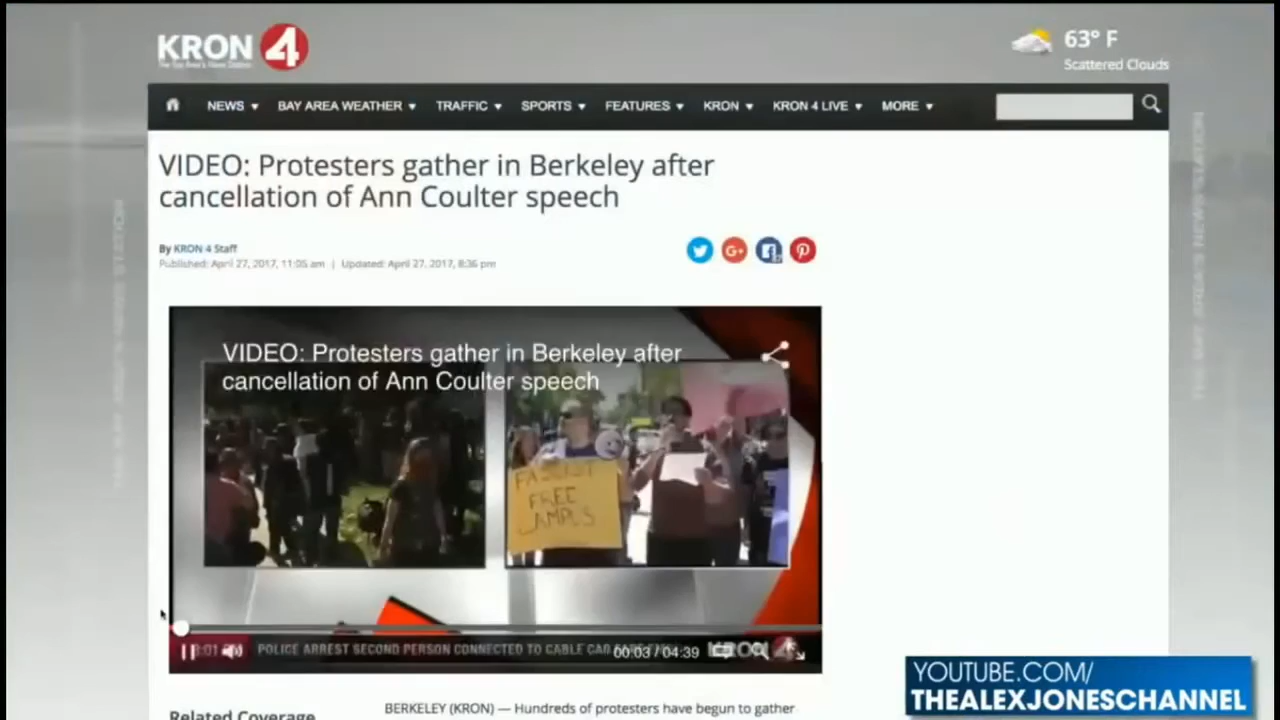 KRON 4
63° F
Scattered Clouds
NEWS
BAY AREA WEATHER
TRAFFIC
SPORTS
FEATURES
KRON
KRON 4 LIVE
MORE
VIDEO: Protesters gather in Berkeley after
cancellation of Ann Coulter speech
By KRON 4 Staff
Published: April 27, 2017, 11:05 am | Updated: April 27, 2017, 8:36 pm
VIDEO: Protesters gather in Berkeley after
cancellation of Ann Coulter speech
FASCIST
FREE
CAMPUS
8:01
POLICE ARREST SECOND PERSON CONNECTED TO CABLE CAR
00:03 / 04:39
KRON 4
Related Coverage
BERKELEY (KRON) — Hundreds of protesters have begun to gather
YOUTUBE.COM/
THEALEXJONESCHANNEL